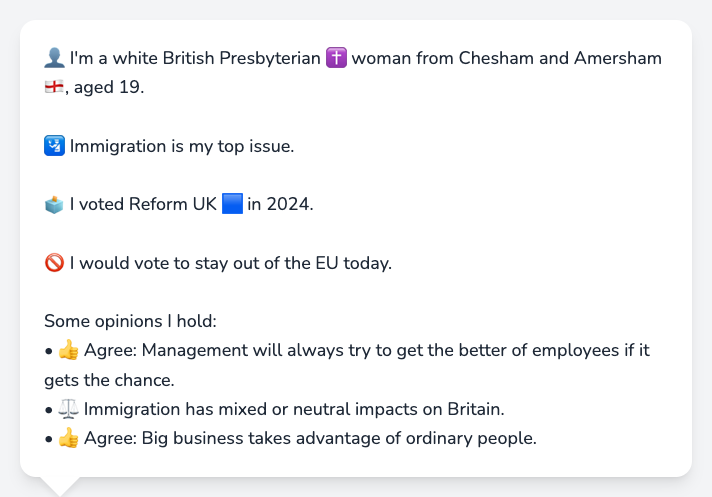 👤 I'm a white British Presbyterian ✝️ woman from Chesham and Amersham
🏴󠁧󠁢󠁥󠁮󠁧󠁿, aged 19.
🛂 Immigration is my top issue.
🗳️ I voted Reform UK 🟦 in 2024.
🚫 I would vote to stay out of the EU today.
Some opinions I hold:
• 👍 Agree: Management will always try to get the better of employees if it
gets the chance.
• ⚖️ Immigration has mixed or neutral impacts on Britain.
• 👍 Agree: Big business takes advantage of ordinary people.